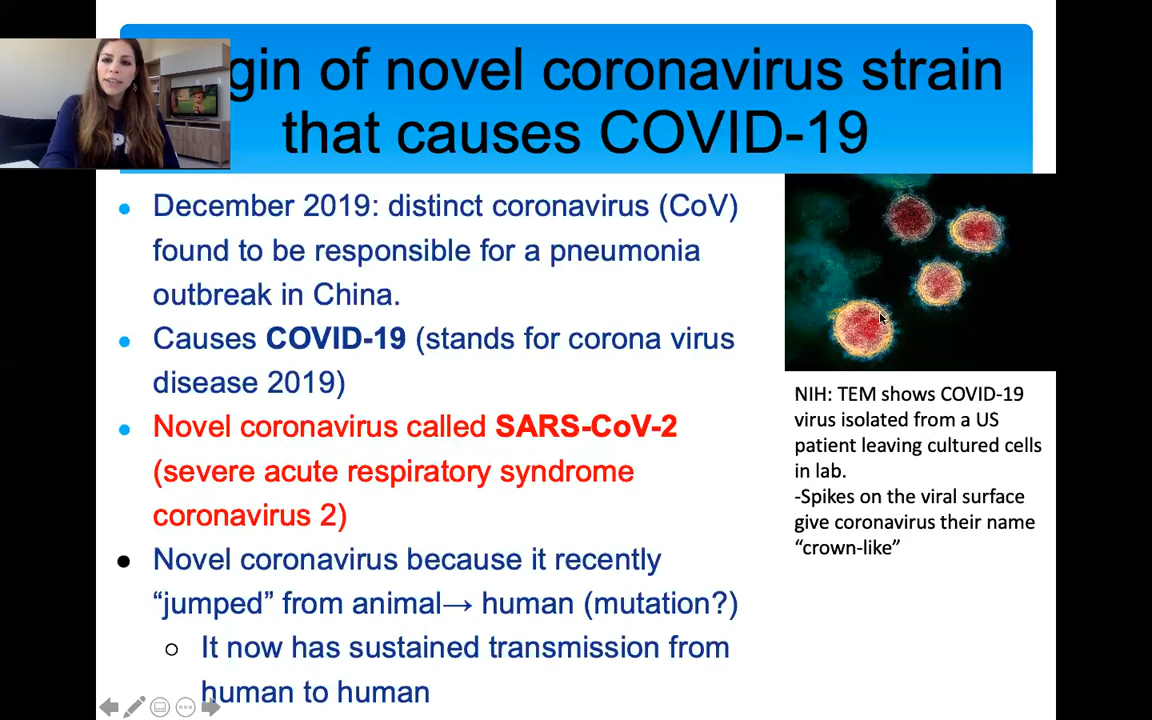 gin of novel coronavirus strain
that causes COVID-19
December 2019: distinct coronavirus (CoV)
found to be responsible for a pneumonia
outbreak in China.
Causes COVID-19 (stands for corona virus
disease 2019)
Novel coronavirus called SARS-CoV-2
(severe acute respiratory syndrome
coronavirus 2)
Novel coronavirus because it recently
“jumped” from animal→ human (mutation?)
It now has sustained transmission from
human to human
NIH: TEM shows COVID-19
virus isolated from a US
patient leaving cultured cells
in lab.
-Spikes on the viral surface
give coronavirus their name
“crown-like”